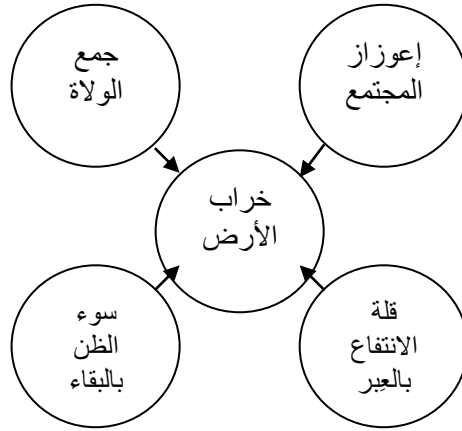 إعوزاز
المجتمع
جمع
الولاة
خراب
الأرض
قلة
الانتفاع
بالعِبر
سوء
الظن
بالبقاء